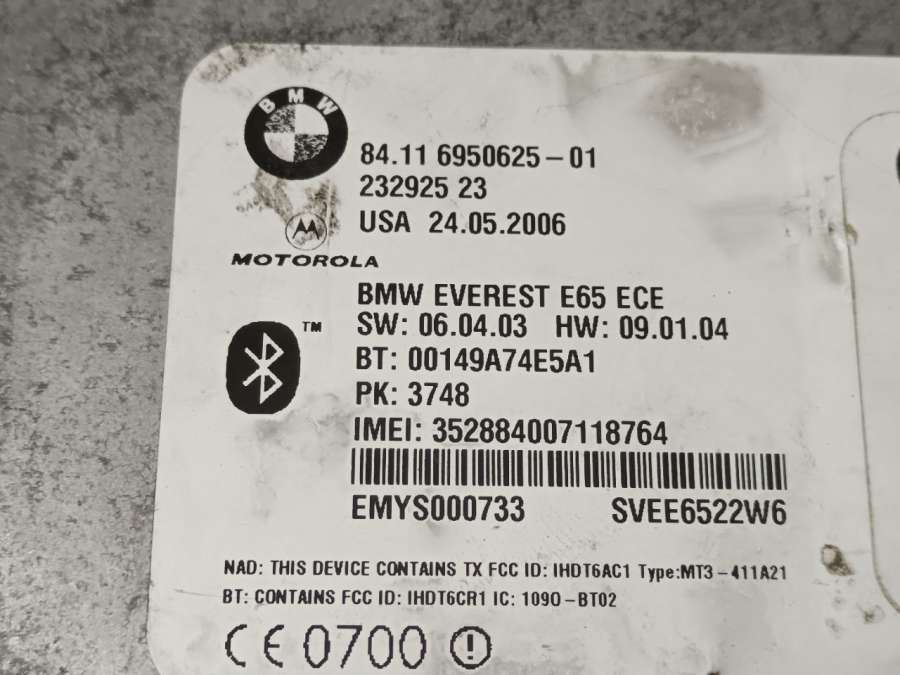 BMW
84.11 6950625-01
232925 23
USA 24.05.2006
MOTOROLA
BMW EVEREST E65 ECE
TM
SW: 06.04.03 HW: 09.01.04
BT: 00149A74E5A1
PK: 3748
IMEI: 352884007118764
EMYS000733 SVEE6522W6
NAD: THIS DEVICE CONTAINS TX FCC ID: IHDT6AC1 Type:MT3-411A21
BT: CONTAINS FCC ID: IHDT6CR1 IC: 1090-BT02
CE 0700 !